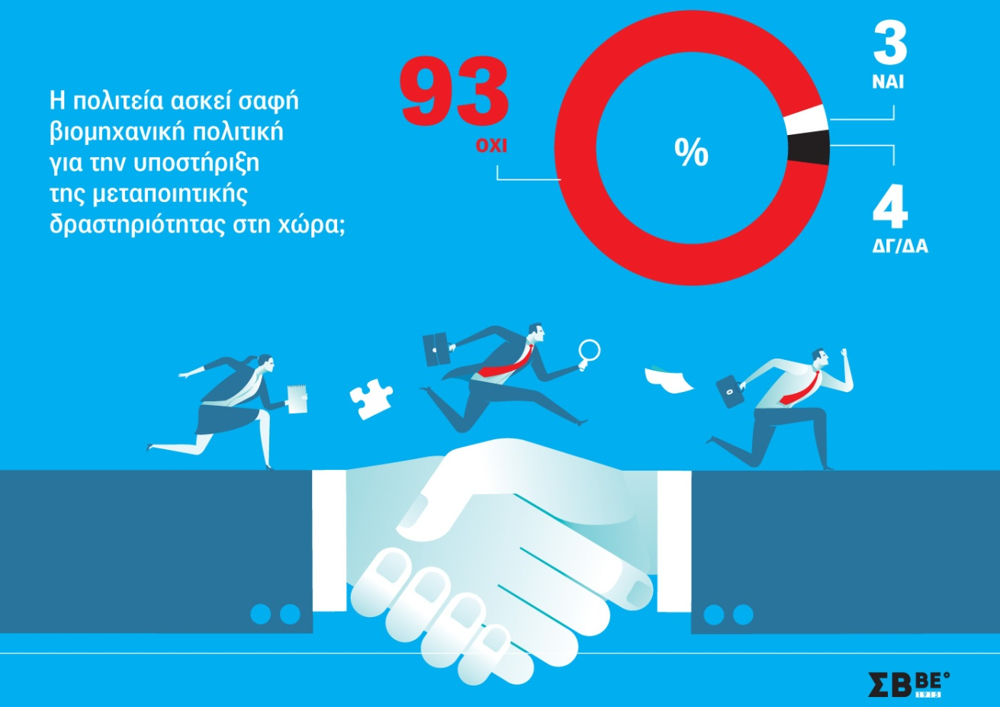 Η πολιτεία ασκεί σαφή
βιομηχανική πολιτική
για την υποστήριξη
της μεταποιητικής
δραστηριότητας στη χώρα;
93
ΟΧΙ
%
3
ΝΑΙ
4
ΔΓ/ΔΑ
ΣΒΒΕ°
1915